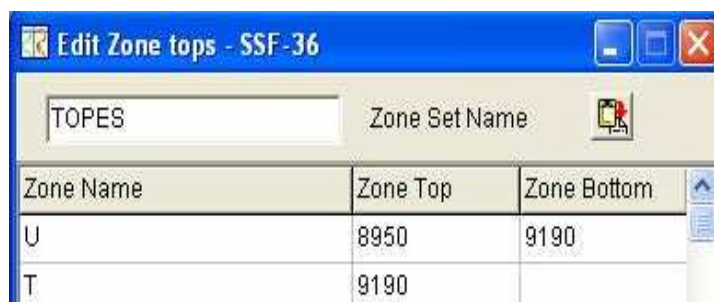 Edit Zone tops - SSF-36
TOPES Zone Set Name
Zone Name Zone Top Zone Bottom
U 8950 9190
T 9190